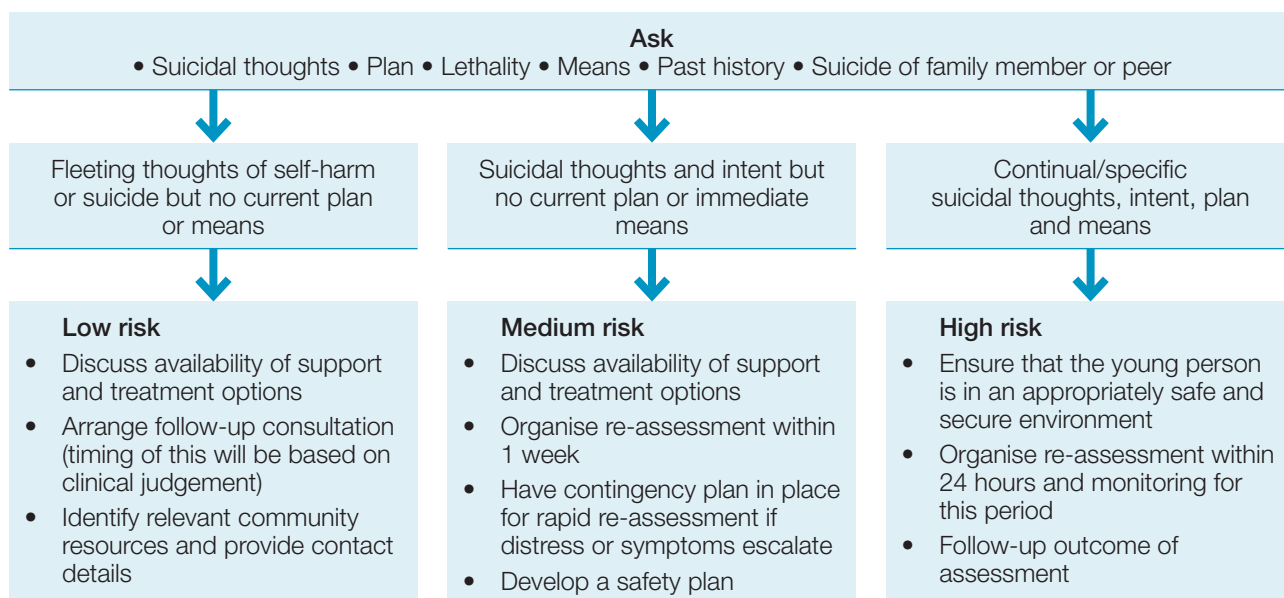 Ask
• Suicidal thoughts • Plan • Lethality • Means • Past history • Suicide of family member or peer
Fleeting thoughts of self-harm
or suicide but no current plan
or means
Suicidal thoughts and intent but
no current plan or immediate
means
Continual/specific
suicidal thoughts, intent, plan
and means
Low risk
• Discuss availability of support
and treatment options
• Arrange follow-up consultation
(timing of this will be based on
clinical judgement)
• Identify relevant community
resources and provide contact
details
Medium risk
• Discuss availability of support
and treatment options
• Organise re-assessment within
1 week
• Have contingency plan in place
for rapid re-assessment if
distress or symptoms escalate
• Develop a safety plan
High risk
• Ensure that the young person
is in an appropriately safe and
secure environment
• Organise re-assessment within
24 hours and monitoring for
this period
• Follow-up outcome of
assessment